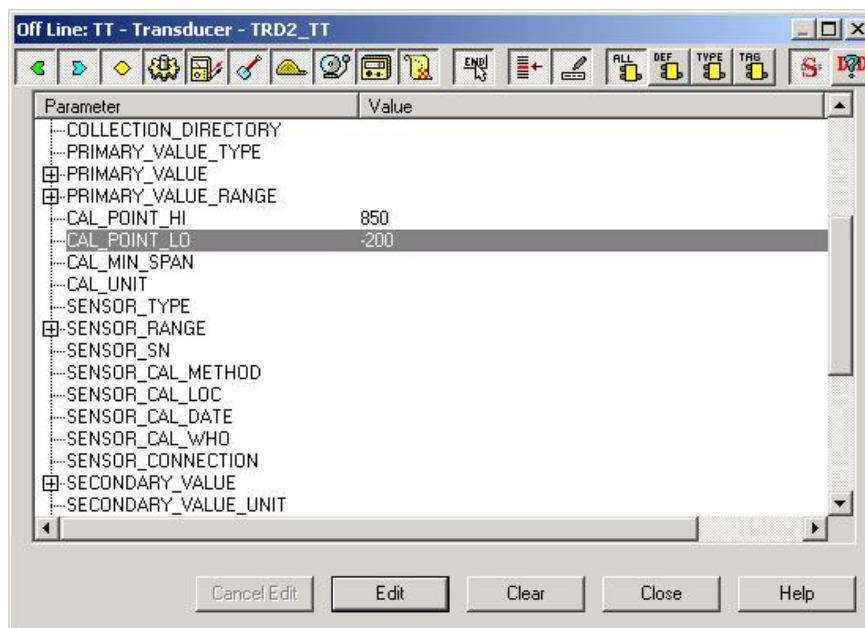 Off Line: TT - Transducer - TRD2_TT
END
ALL DEF TYPE TAG S: D?D
Parameter Value
COLLECTION_DIRECTORY
PRIMARY_VALUE_TYPE
PRIMARY_VALUE
PRIMARY_VALUE_RANGE
CAL_POINT_HI 850
CAL_POINT_LO -200
CAL_MIN_SPAN
CAL_UNIT
SENSOR_TYPE
SENSOR_RANGE
SENSOR_SN
SENSOR_CAL_METHOD
SENSOR_CAL_LOC
SENSOR_CAL_DATE
SENSOR_CAL_WHO
SENSOR_CONNECTION
SECONDARY_VALUE
SECONDARY_VALUE_UNIT
Cancel Edit Edit Clear Close Help